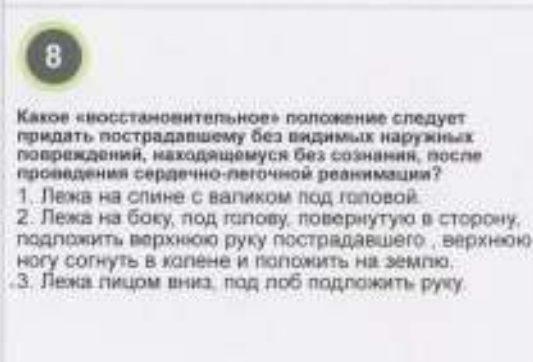 8
Какое «восстановительное» положение следует
придать пострадавшему без видимых наружных
повреждений, находящемуся без сознания, после
проведения сердечно-легочной реанимации?
1. Лежа на спине с валиком под головой.
2. Лежа на боку, под голову, повернутую в сторону,
подложить верхнюю руку пострадавшего , верхнюю
ногу согнуть в колене и положить на землю.
3. Лежа лицом вниз, под лоб подложить руку.